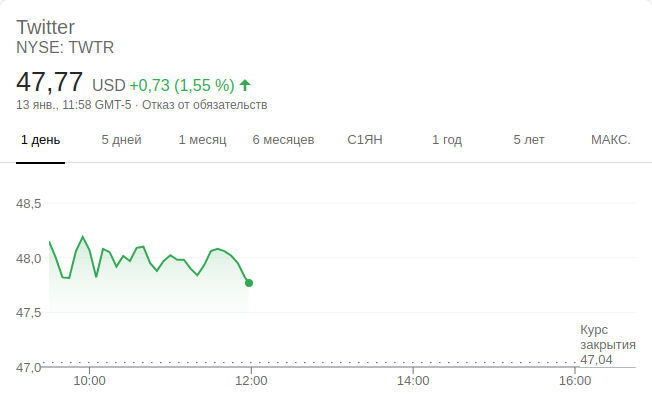 Twitter
NYSE: TWTR
47,77 USD +0,73 (1,55 %)
13 янв., 11:58 GMT-5 · Отказ от обязательств
1 день 5 дней 1 месяц 6 месяцев С1ЯН 1 год 5 лет МАКС.
48,5
48,0
47,5
Курс
закрытия
47,04
47,0
10:00 12:00 14:00 16:00